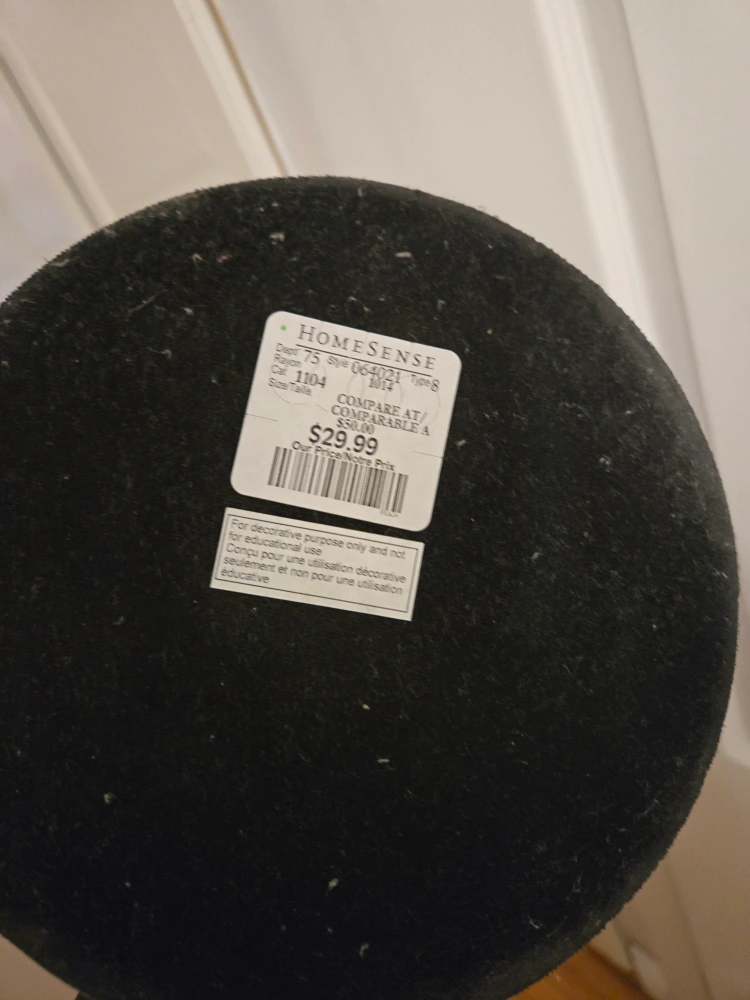 HOMESENSE
Dept/ 75 Style 064021 Type 8
Rayon 1014
Cat 1104
Size/Taille
COMPARE AT/
COMPARABLE A
$50.00
$29.99
Our Price/Notre Prix
For decorative purpose only and not
for educational use
Conçu pour une utilisation décorative
seulement et non pour une utilisation
éducative